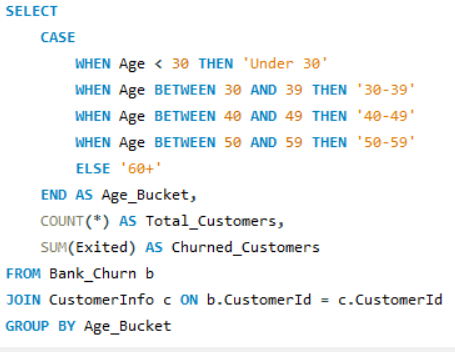 SELECT
    CASE
        WHEN Age < 30 THEN 'Under 30'
        WHEN Age BETWEEN 30 AND 39 THEN '30-39'
        WHEN Age BETWEEN 40 AND 49 THEN '40-49'
        WHEN Age BETWEEN 50 AND 59 THEN '50-59'
        ELSE '60+'
    END AS Age_Bucket,
    COUNT(*) AS Total_Customers,
    SUM(Exited) AS Churned_Customers
FROM Bank_Churn b
JOIN CustomerInfo c ON b.CustomerId = c.CustomerId
GROUP BY Age_Bucket